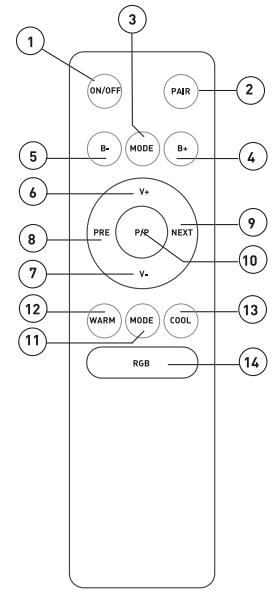 3
1
2
ON/OFF
PAIR
B-
MODE
B+
5
4
6
V+
8
PRE
P/P
NEXT
9
10
7
V-
12
13
WARM
MODE
COOL
11
RGB
14